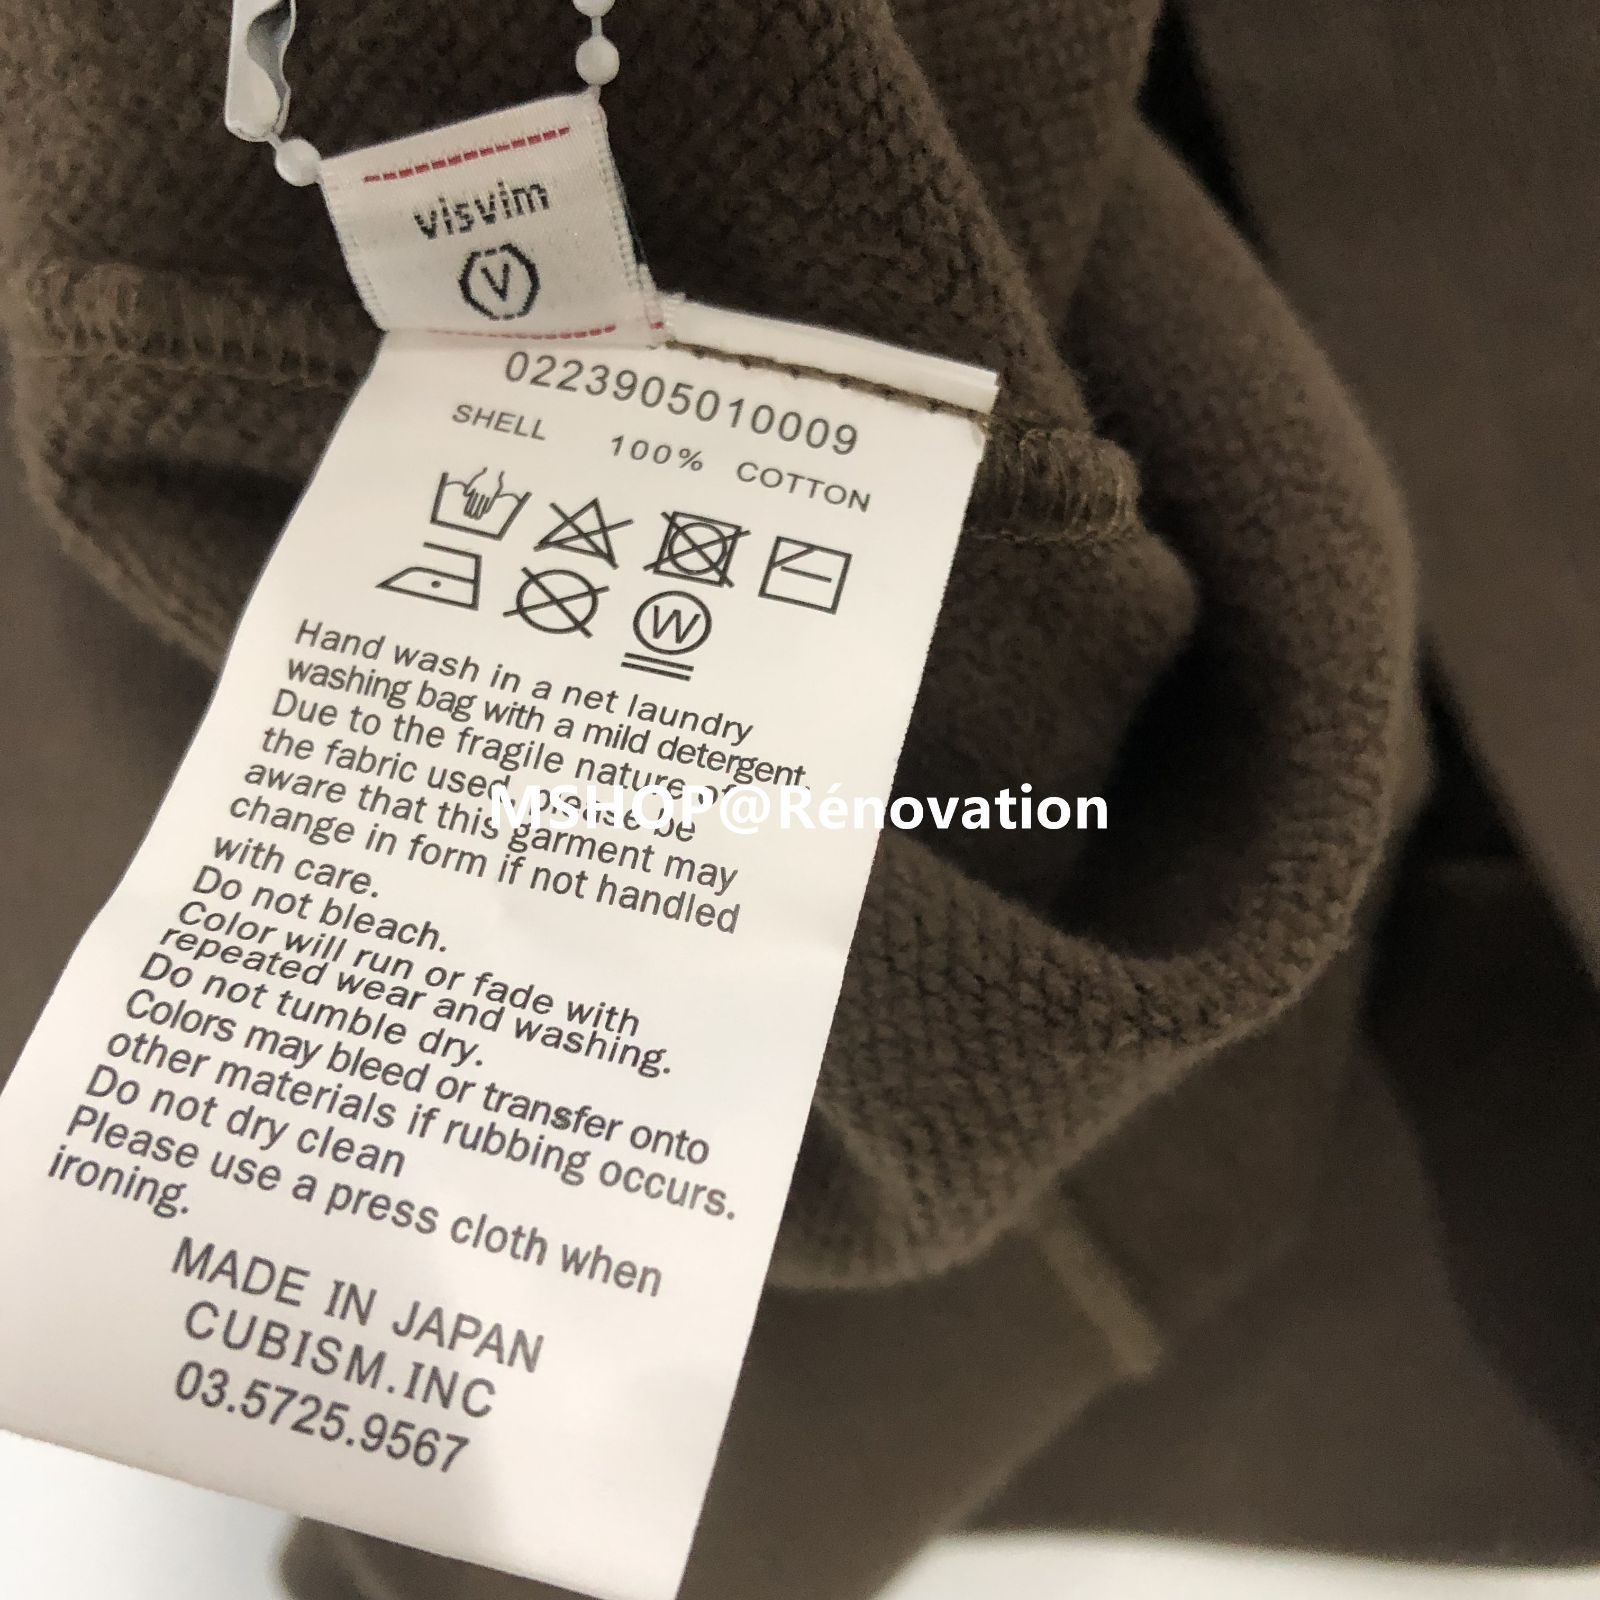 visvim
V
0223905010009
SHELL 100% COTTON
W
Hand wash in a net laundry
washing bag with a mild detergent.
Due to the fragile nature of
the fabric used, please be
aware that this garment may
change in form if not handled
with care.
Do not bleach.
Color will run or fade with
repeated wear and washing.
Do not tumble dry.
Colors may bleed or transfer onto
other materials if rubbing occurs.
Do not dry clean
Please use a press cloth when
ironing.
MADE IN JAPAN
CUBISM.INC
03.5725.9567
MSHOP@Rénovation